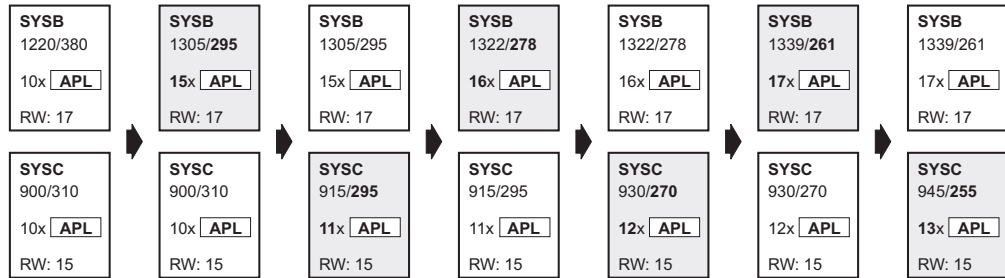 SYSB
1220/380
10x APL
RW: 17
SYSB
1305/295
15x APL
RW: 17
SYSB
1305/295
15x APL
RW: 17
SYSB
1322/278
16x APL
RW: 17
SYSB
1322/278
16x APL
RW: 17
SYSB
1339/261
17x APL
RW: 17
SYSB
1339/261
17x APL
RW: 17
SYSC
900/310
10x APL
RW: 15
SYSC
900/310
10x APL
RW: 15
SYSC
915/295
11x APL
RW: 15
SYSC
915/295
11x APL
RW: 15
SYSC
930/270
12x APL
RW: 15
SYSC
930/270
12x APL
RW: 15
SYSC
945/255
13x APL
RW: 15